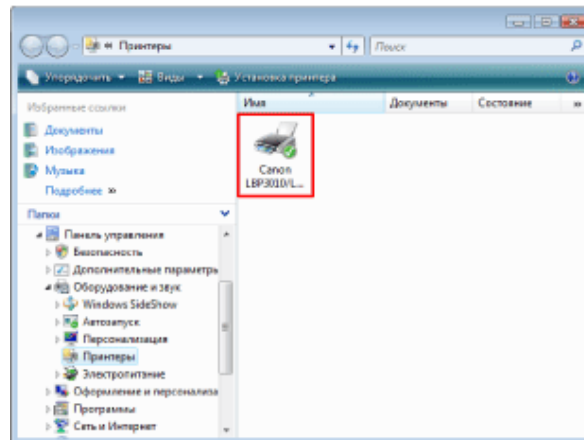 « Принтеры
Поиск
Упорядочить
Виды
Установка принтера
Избранные ссылки
Документы
Изображения
Музыка
Подробнее »
Папки
Панель управления
Безопасность
Дополнительные параметры
Оборудование и звук
Windows SideShow
Автозапуск
Персонализация
Принтеры
Электропитание
Оформление и персонализа
Программы
Сеть и Интернет
Имя
Документы
Состояние
»
Canon
LBP3010/L...